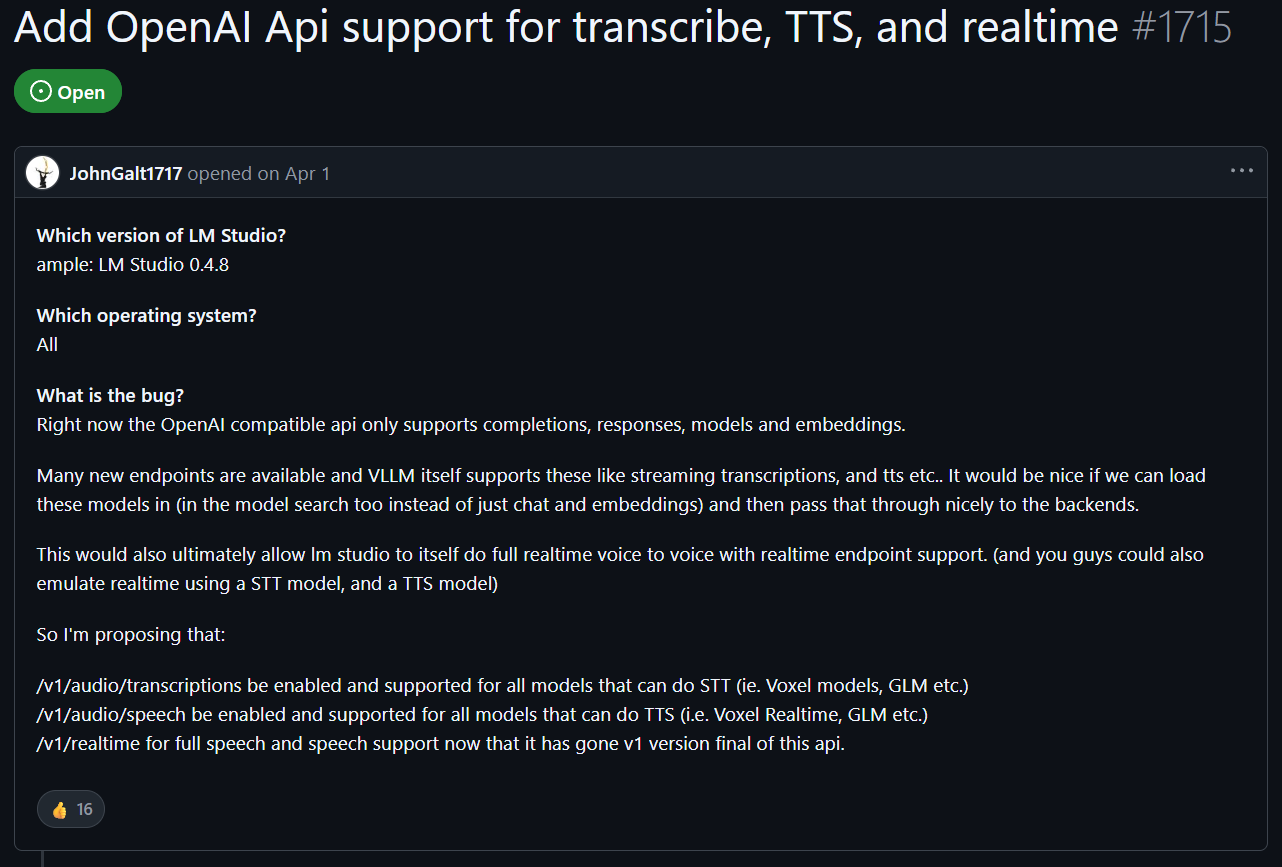 Add OpenAI Api support for transcribe, TTS, and realtime #1715
Open
JohnGalt1717 opened on Apr 1
Which version of LM Studio?
ample: LM Studio 0.4.8
Which operating system?
All
What is the bug?
Right now the OpenAI compatible api only supports completions, responses, models and embeddings.
Many new endpoints are available and VLLM itself supports these like streaming transcriptions, and tts etc.. It would be nice if we can load
these models in (in the model search too instead of just chat and embeddings) and then pass that through nicely to the backends.
This would also ultimately allow lm studio to itself do full realtime voice to voice with realtime endpoint support. (and you guys could also
emulate realtime using a STT model, and a TTS model)
So I'm proposing that:
/v1/audio/transcriptions be enabled and supported for all models that can do STT (ie. Voxel models, GLM etc.)
/v1/audio/speech be enabled and supported for all models that can do TTS (i.e. Voxel Realtime, GLM etc.)
/v1/realtime for full speech and speech support now that it has gone v1 version final of this api.
👍 16